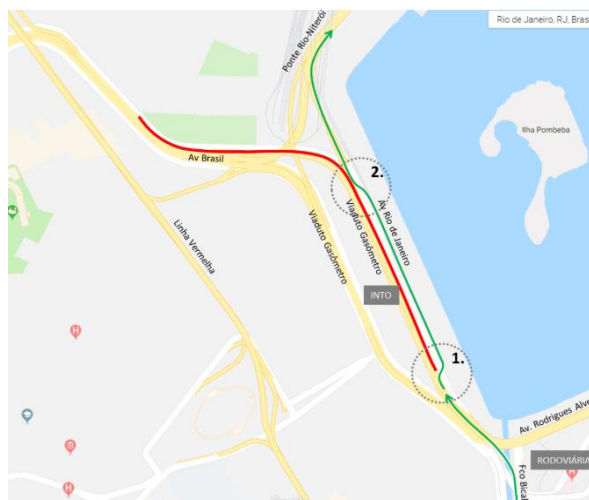 Rio de Janeiro, RJ, Bras
Ponte Rio-Niterói
Ilha Pombeba
2.
Av Brasil
Av Rio de Janeiro
Viaduto Gasômetro
Viaduto Gasômetro
Linha Vermelha
INTO
1.
H
H
H
Av. Rodrigues Alve
RODOVIÁRIA
Fco Bical